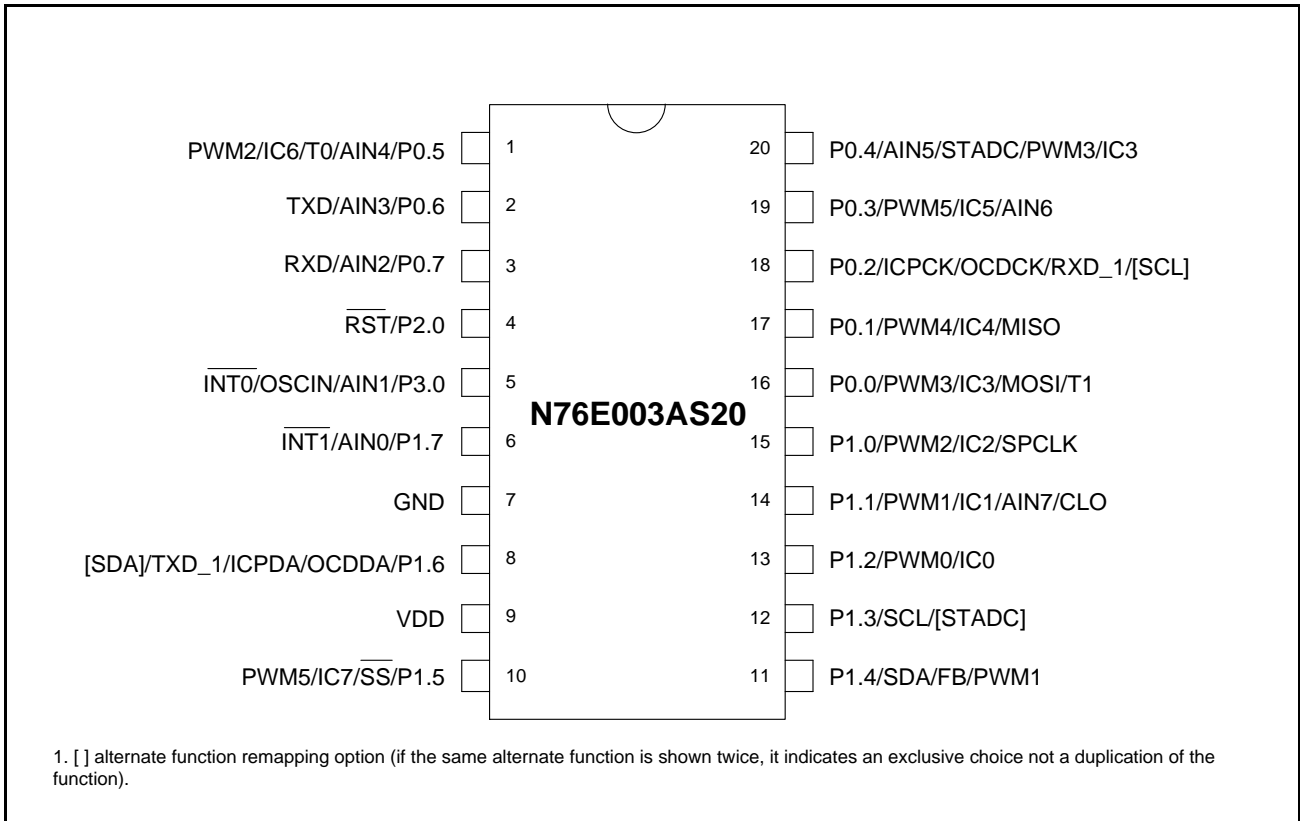 PWM2/IC6/T0/AIN4/P0.5 1 20 P0.4/AIN5/STADC/PWM3/IC3
TXD/AIN3/P0.6 2 19 P0.3/PWM5/IC5/AIN6
RXD/AIN2/P0.7 3 18 P0.2/ICPCK/OCDCK/RXD_1/[SCL]
RST/P2.0 4 17 P0.1/PWM4/IC4/MISO
INT0/OSCIN/AIN1/P3.0 5 16 P0.0/PWM3/IC3/MOSI/T1
N76E003AS20
INT1/AIN0/P1.7 6 15 P1.0/PWM2/IC2/SPCLK
GND 7 14 P1.1/PWM1/IC1/AIN7/CLO
[SDA]/TXD_1/ICPDA/OCDDA/P1.6 8 13 P1.2/PWM0/IC0
VDD 9 12 P1.3/SCL/[STADC]
PWM5/IC7/SS/P1.5 10 11 P1.4/SDA/FB/PWM1
1. [ ] alternate function remapping option (if the same alternate function is shown twice, it indicates an exclusive choice not a duplication of the
function).